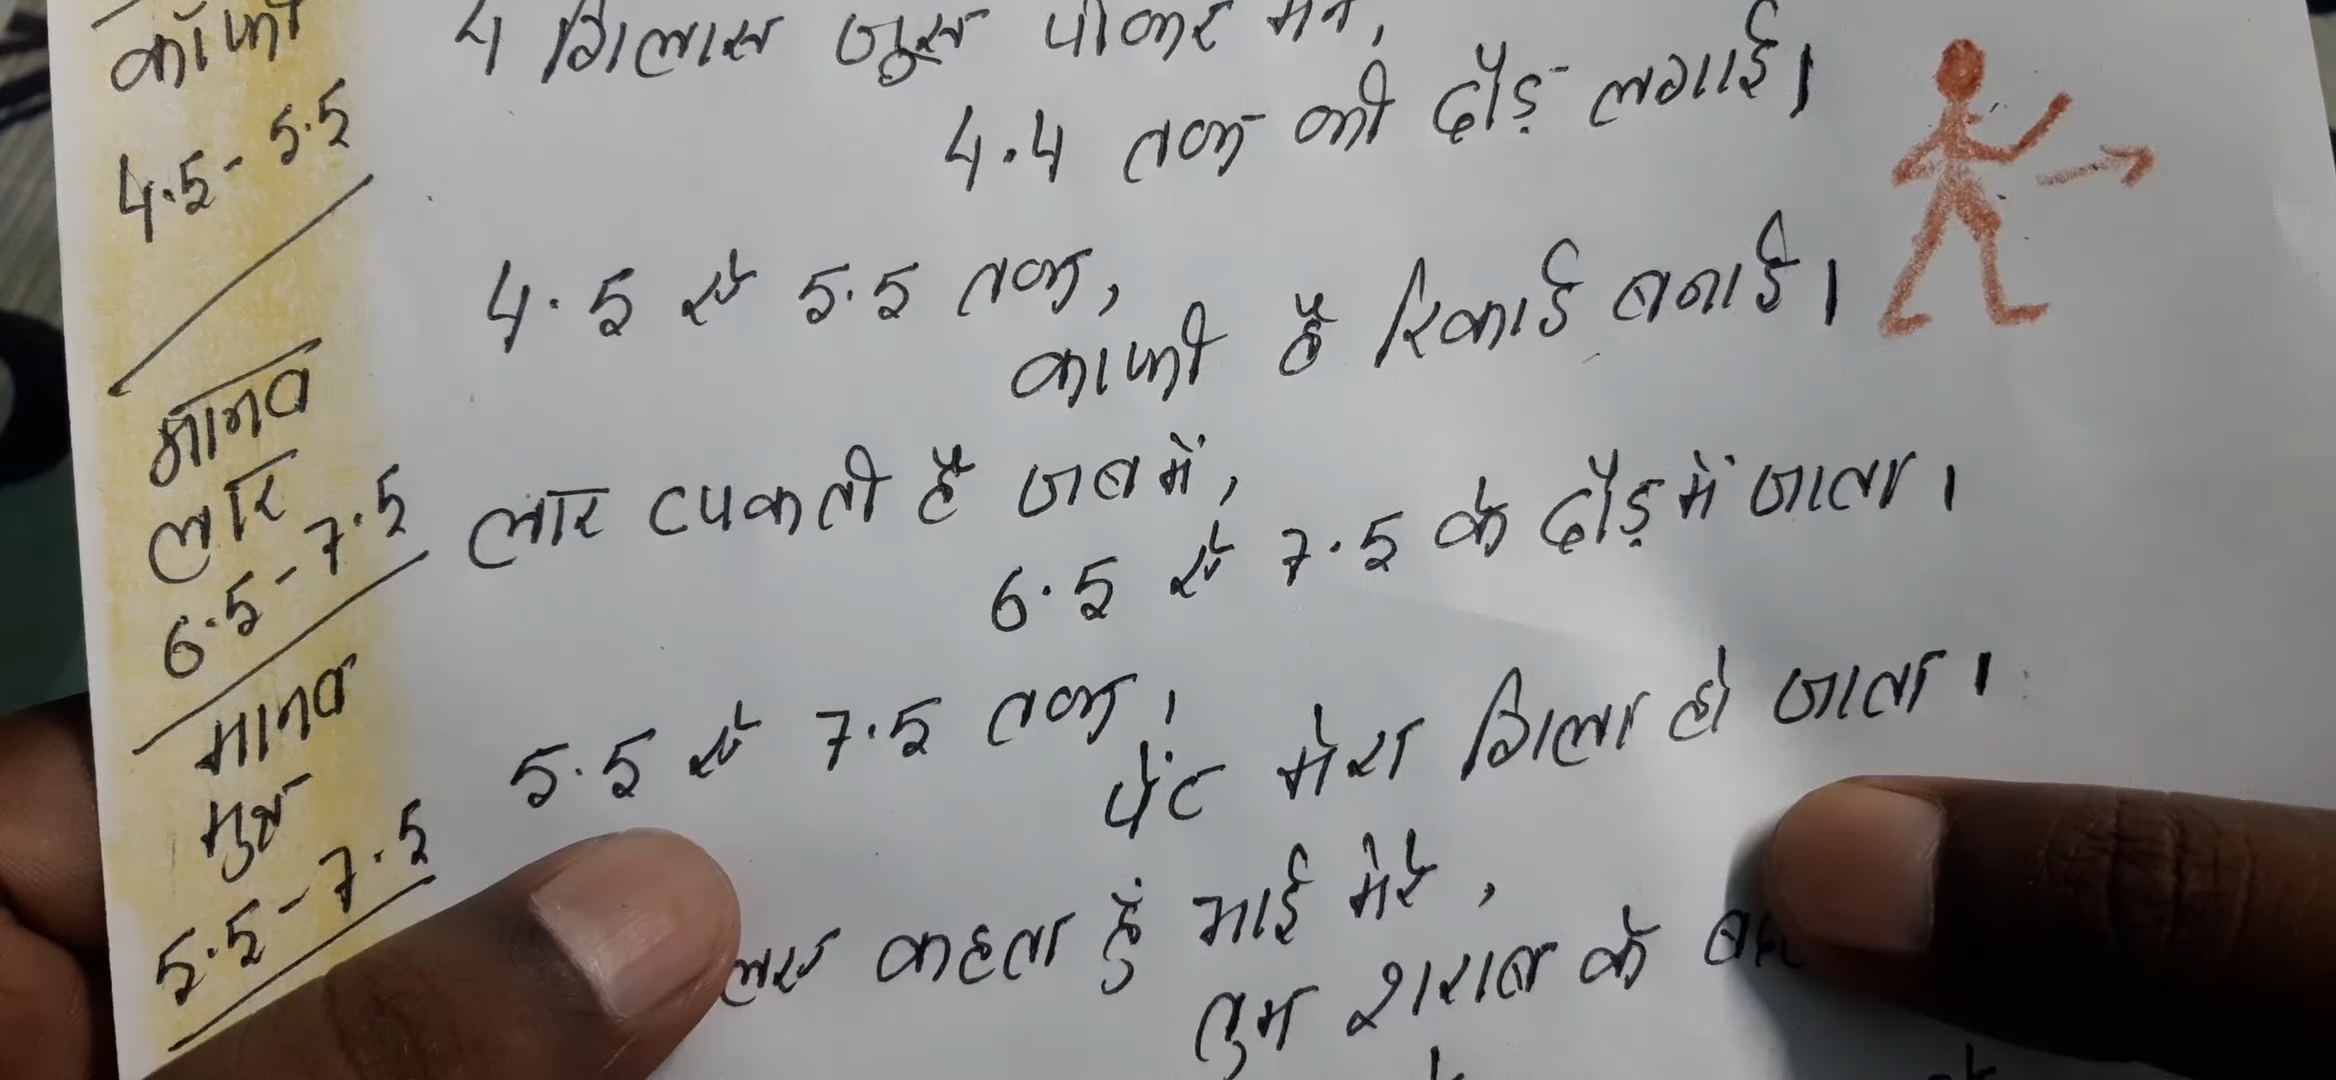 कॉफी
4.5-5.5
मानव
लार
6.5-7.5
मानव
मुत्र
5.5-7.5
4 गिलास जुस पीकर मैने,
4.4 तक की दौड़ लगाई।
4.5 से 5.5 तक,
काफी है रिकार्ड बनाई।
लार टपकती है जब में,
6.5 से 7.5 के दौड़ में जाता।
5.5 से 7.5 तक,
पेंट मेरा गिला हो जाता।
कहता हूँ भाई मेरे,
तुम शराब के